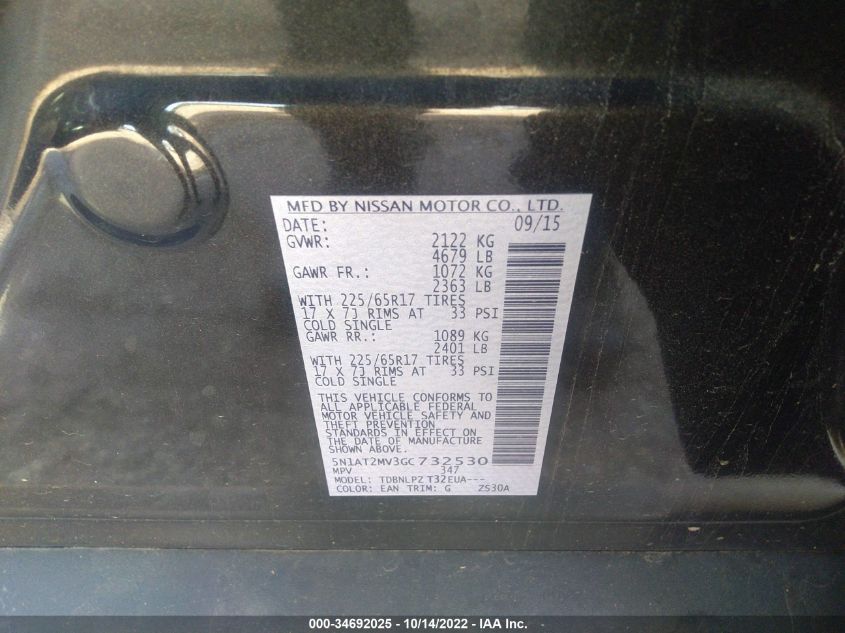 MFD BY NISSAN MOTOR CO., LTD.
DATE: 09/15
GVWR: 2122 KG
4679 LB
GAWR FR.: 1072 KG
2363 LB
WITH 225/65R17 TIRES
17 X 7J RIMS AT 33 PSI
COLD SINGLE
GAWR RR.: 1089 KG
2401 LB
WITH 225/65R17 TIRES
17 X 7J RIMS AT 33 PSI
COLD SINGLE
THIS VEHICLE CONFORMS TO
ALL APPLICABLE FEDERAL
MOTOR VEHICLE SAFETY AND
THEFT PREVENTION
STANDARDS IN EFFECT ON
THE DATE OF MANUFACTURE
SHOWN ABOVE.
5N1AT2MV3GC732530
MPV 347
MODEL: TDBNLPZ T32EUA---
COLOR: EAN TRIM: G ZS30A
000-34692025 - 10/14/2022 - IAA Inc.